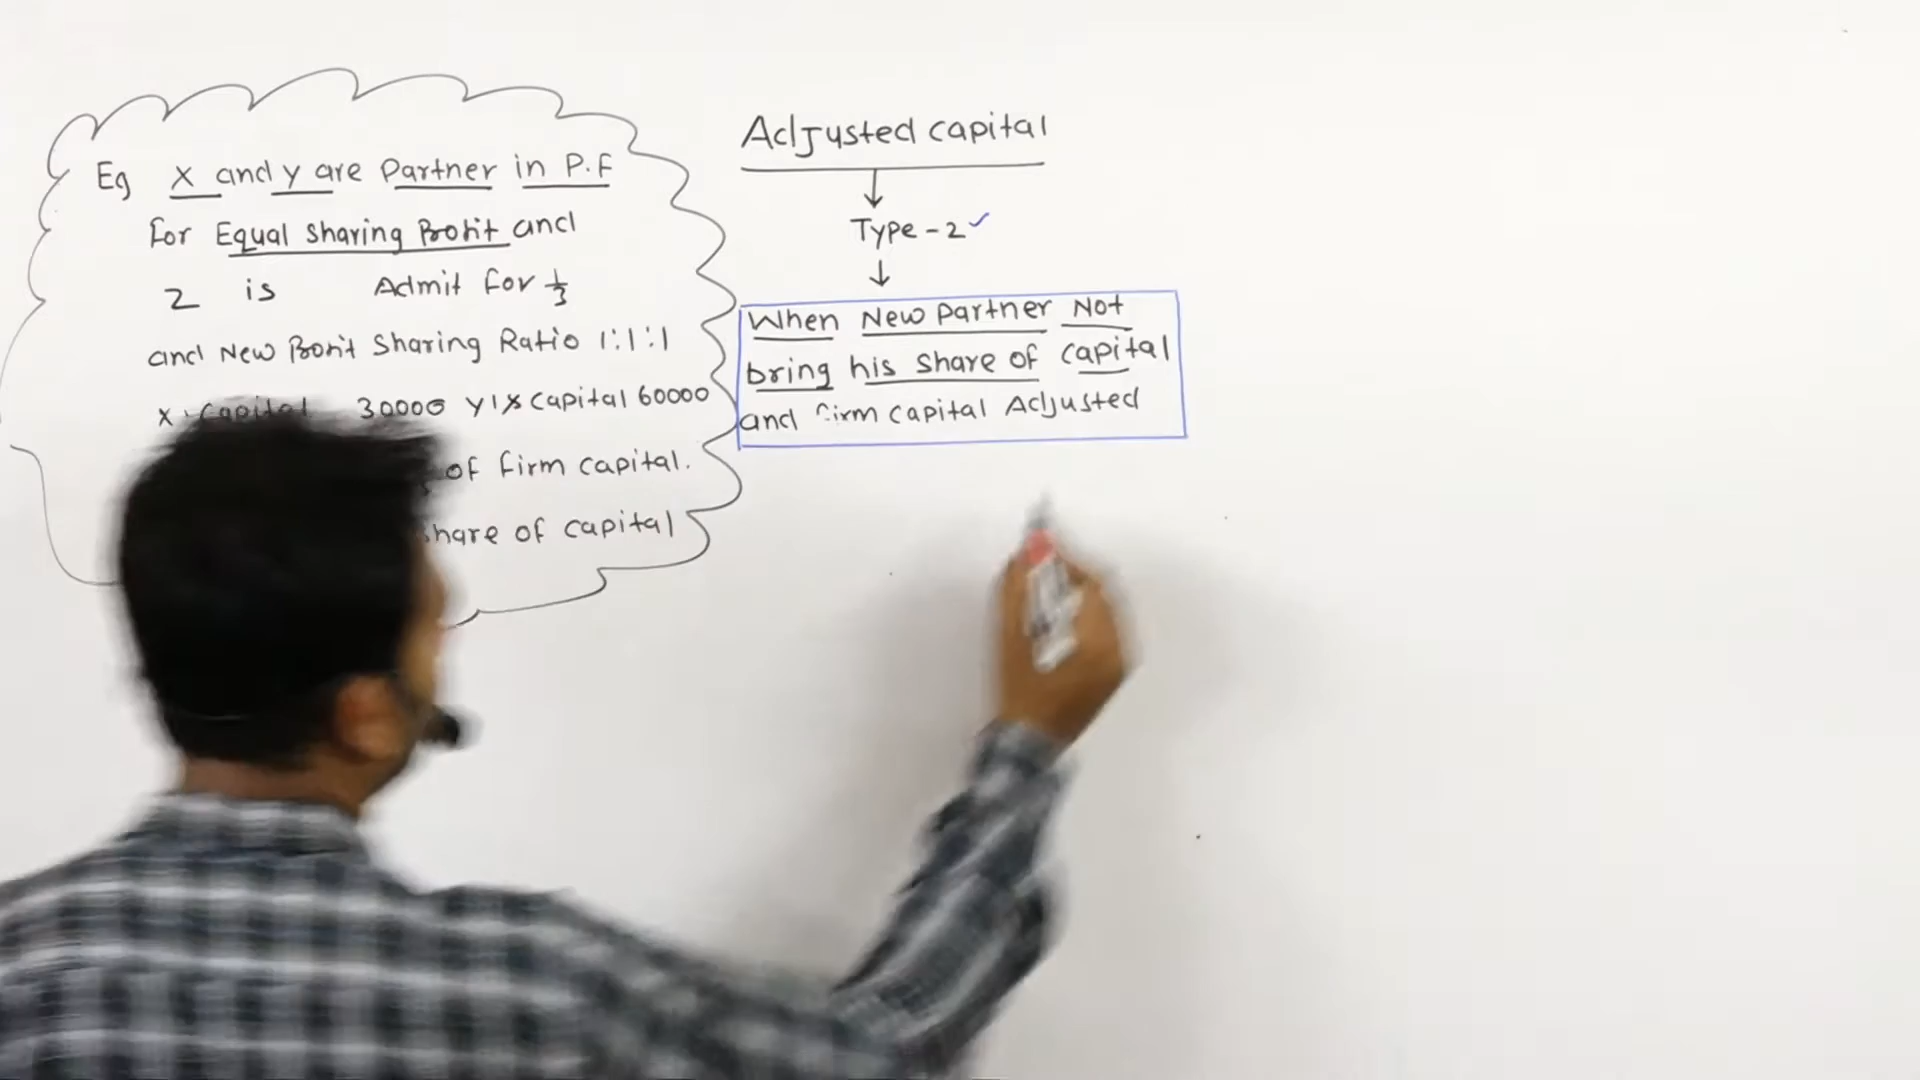 Eg X and y are Partner in P.F
for Equal sharing Profit and
Z is Admit for 1/3
and New Profit Sharing Ratio 1:1:1
X's Capital 30000 Y's Capital 60000
of firm capital.
share of capital
Adjusted capital
Type-2
When New Partner Not
bring his share of capital
and firm capital Adjusted